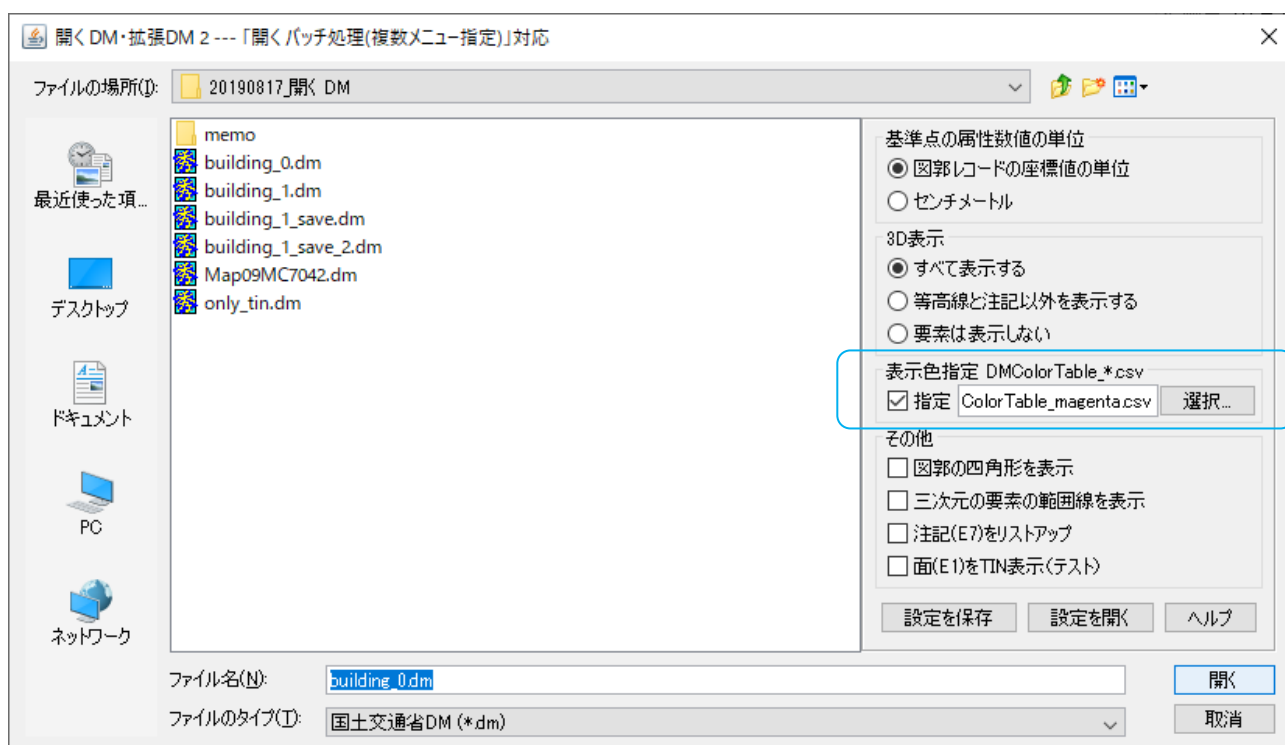 開く DM・拡張DM 2 --- 「開く バッチ処理(複数メニュー指定)」対応
ファイルの場所(I):
20190817_開く DM
最近使った項...
デスクトップ
ドキュメント
PC
ネットワーク
memo
building_0.dm
building_1.dm
building_1_save.dm
building_1_save_2.dm
Map09MC7042.dm
only_tin.dm
基準点の属性数値の単位
図郭レコードの座標値の単位
センチメートル
3D表示
すべて表示する
等高線と注記以外を表示する
要素は表示しない
表示色指定 DMColorTable_*.csv
指定 ColorTable_magenta.csv 選択...
その他
図郭の四角形を表示
三次元の要素の範囲線を表示
注記(E7)をリストアップ
面(E1)をTIN表示(テスト)
設定を保存 設定を開く ヘルプ
ファイル名(N): building_0.dm 開く
ファイルのタイプ(T): 国土交通省DM (*.dm) 取消